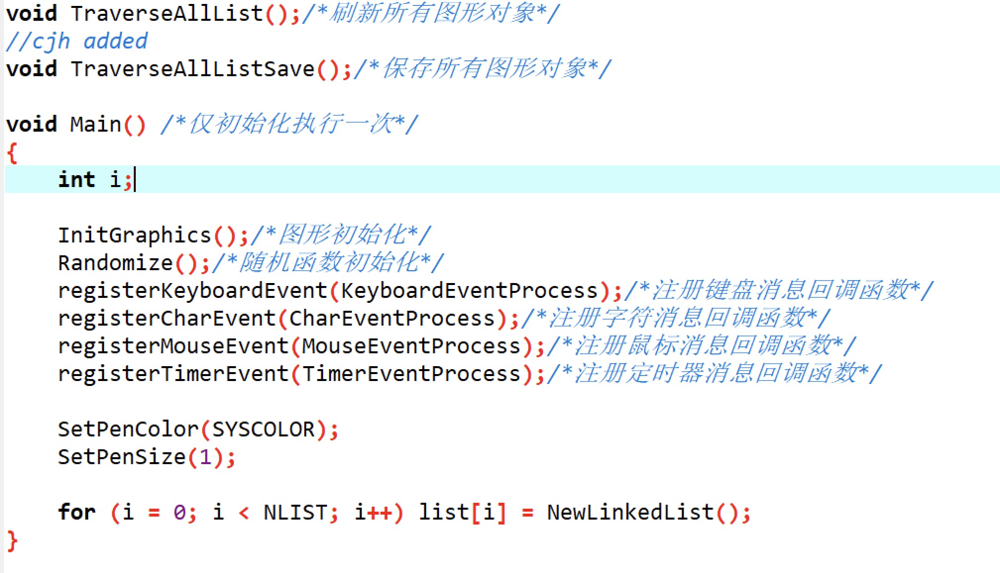 void TraverseAllList();/*刷新所有图形对象*/
//cjh added
void TraverseAllListSave();/*保存所有图形对象*/
void Main() /*仅初始化执行一次*/
{
int i;
InitGraphics();/*图形初始化*/
Randomize();/*随机函数初始化*/
registerKeyboardEvent(KeyboardEventProcess);/*注册键盘消息回调函数*/
registerCharEvent(CharEventProcess);/*注册字符消息回调函数*/
registerMouseEvent(MouseEventProcess);/*注册鼠标消息回调函数*/
registerTimerEvent(TimerEventProcess);/*注册定时器消息回调函数*/
SetPenColor(SYSCOLOR);
SetPenSize(1);
for (i = 0; i < NLIST; i++) list[i] = NewLinkedList();
}